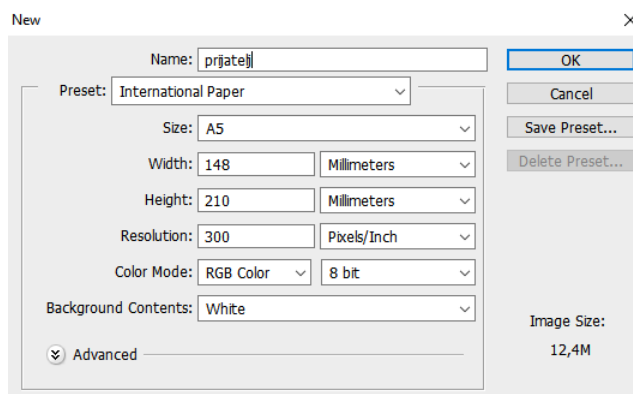 New
Name: prijatelj
OK
Preset: International Paper
Cancel
Size: A5
Save Preset...
Width: 148 Millimeters
Delete Preset...
Height: 210 Millimeters
Resolution: 300 Pixels/Inch
Color Mode: RGB Color 8 bit
Background Contents: White
Image Size:
12,4M
Advanced